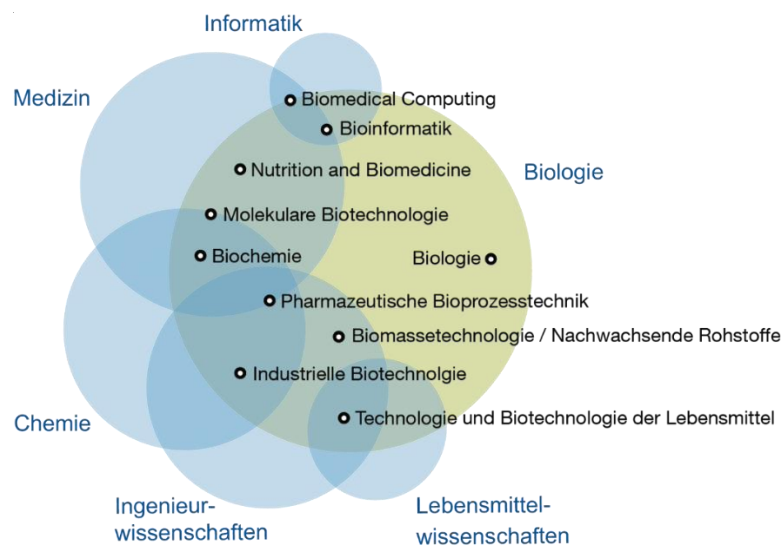 Informatik
Medizin
Biomedical Computing
Bioinformatik
Nutrition and Biomedicine
Biologie
Molekulare Biotechnologie
Biochemie
Biologie
Pharmazeutische Bioprozesstechnik
Biomassetechnologie / Nachwachsende Rohstoffe
Industrielle Biotechnolgie
Technologie und Biotechnologie der Lebensmittel
Chemie
Ingenieur-
wissenschaften
Lebensmittel-
wissenschaften